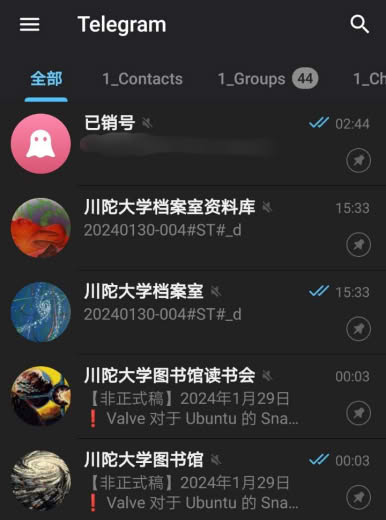 Telegram
全部 1_Contacts 1_Groups 44 1_Ch
已销号 02:44
川陀大学档案室资料库 15:33
20240130-004#ST#_d
川陀大学档案室 15:33
20240130-004#ST#_d
川陀大学图书馆读书会 00:03
【非正式稿】2024年1月29日
❗ Valve 对于 Ubuntu 的 Sna...
川陀大学图书馆 00:03
【非正式稿】2024年1月29日
❗ Valve 对于 Ubuntu 的 Sna...